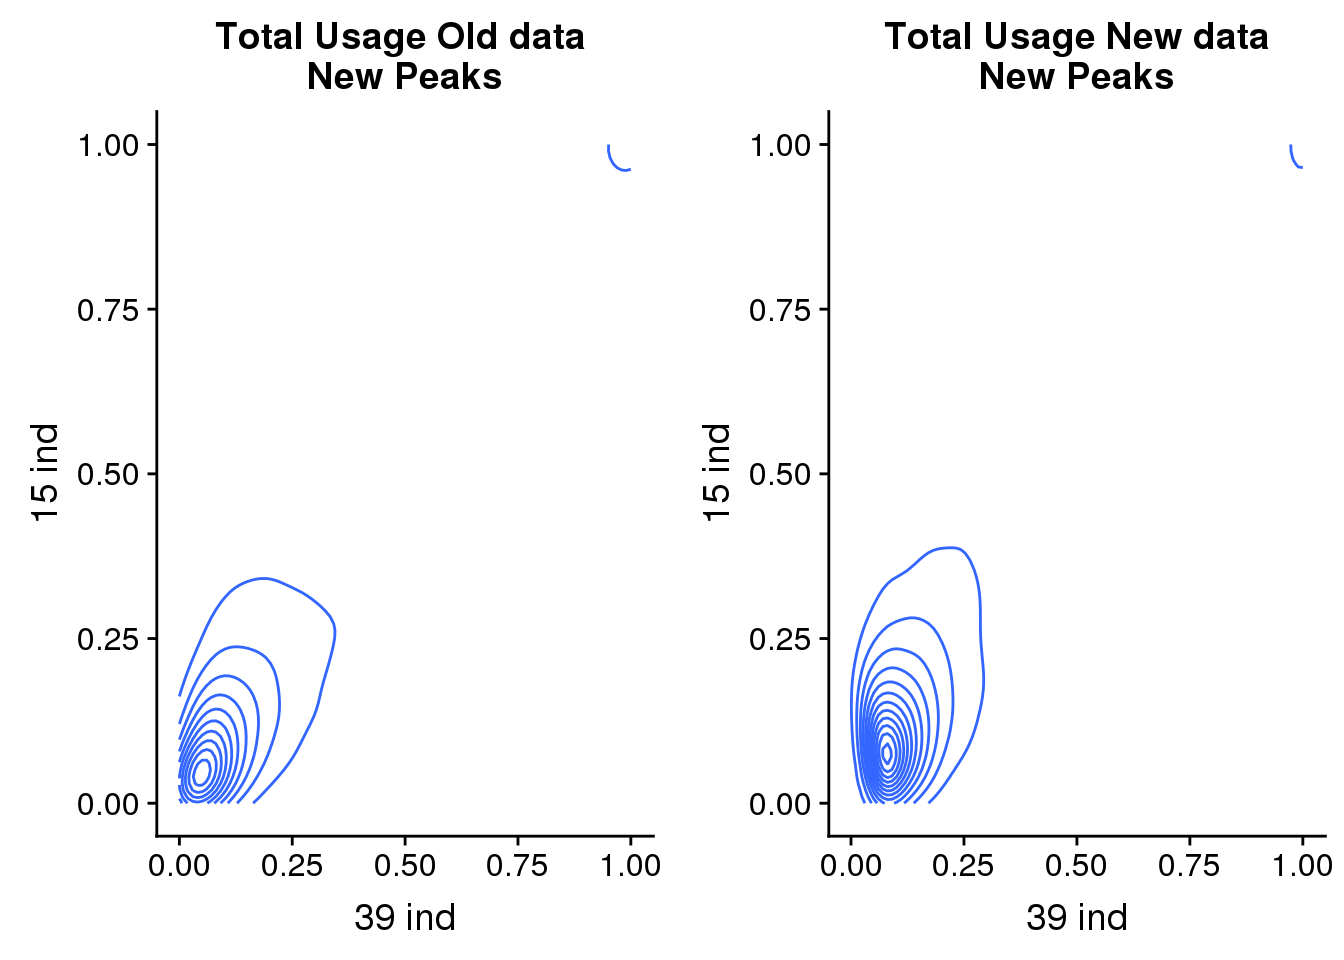 Total Usage Old data
New Peaks
1.00
0.75
0.50
0.25
0.00
15 ind
0.00 0.25 0.50 0.75 1.00
39 ind
Total Usage New data
New Peaks
1.00
0.75
0.50
0.25
0.00
15 ind
0.00 0.25 0.50 0.75 1.00
39 ind